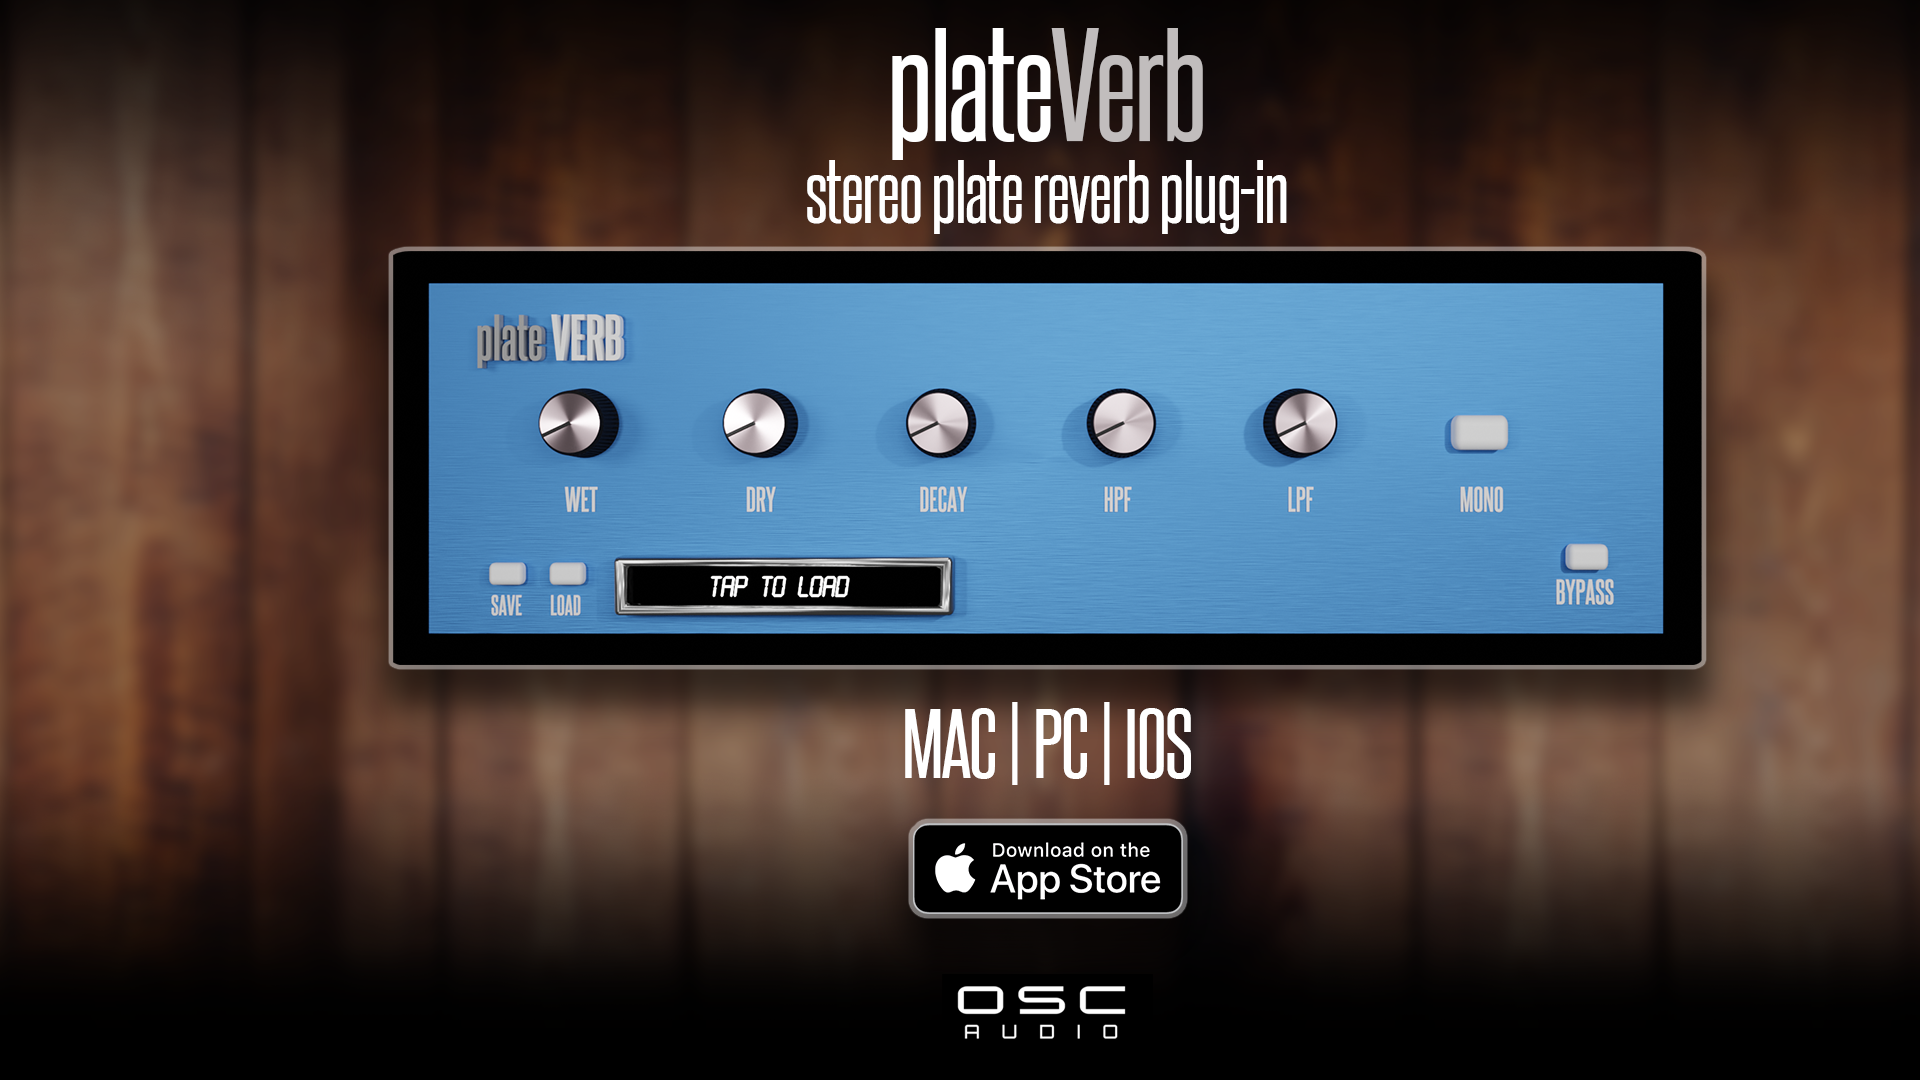 plateVerb
stereo plate reverb plug-in
plate VERB
WET DRY DECAY HPF LPF MONO
TAP TO LOAD
SAVE LOAD BYPASS
MAC | PC | IOS
Download on the
App Store
OSC
AUDIO